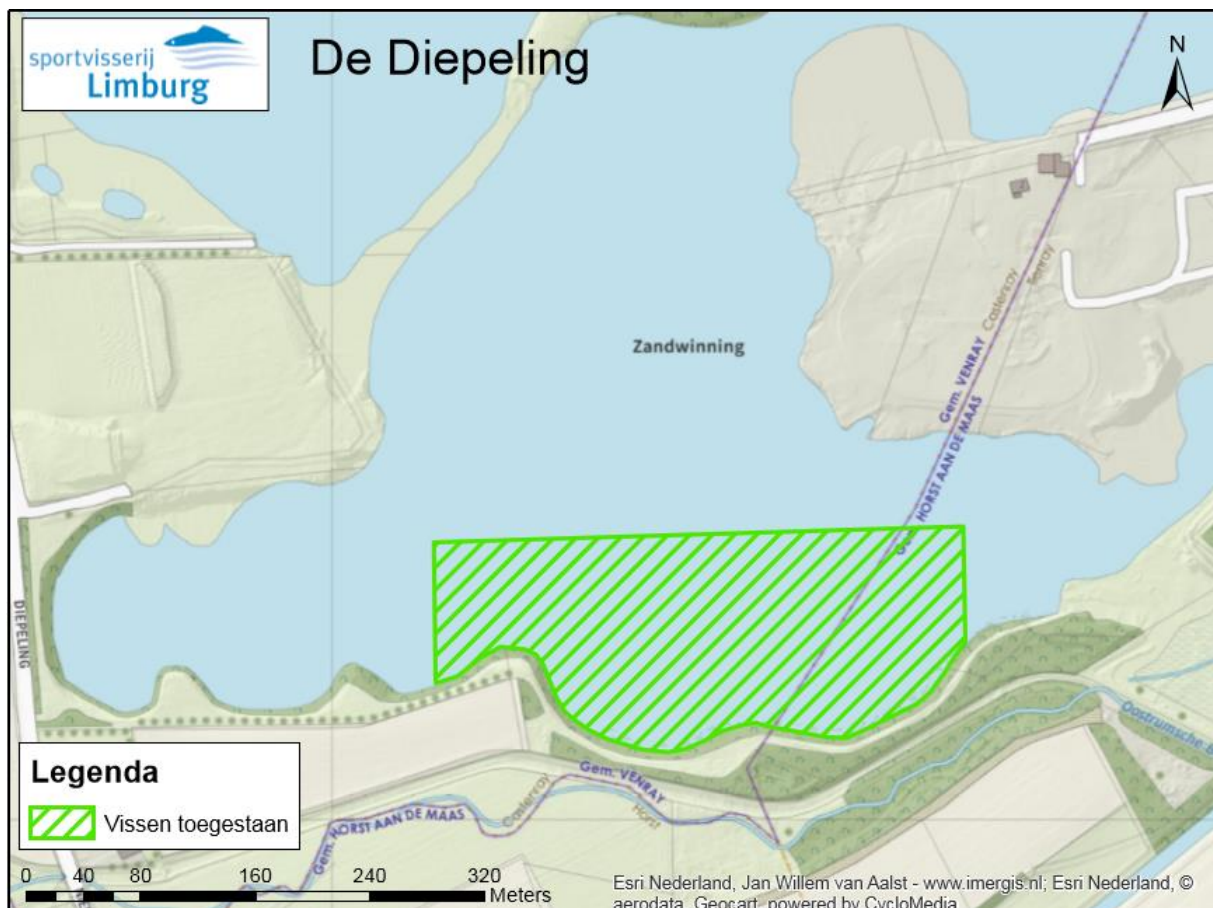 sportvisserij
Limburg
De Diepeling
N
Zandwinning
Castenray
Gem. VENRAY
HORST AAN DE MAAS
DIEPELING
Oostrumsche
Castenray
Gem. VENRAY
Horst
Gem. HORST AAN DE MAAS
Legenda
Vissen toegestaan
0 40 80 160 240 320
Meters
Esri Nederland, Jan Willem van Aalst - www.imergis.nl; Esri Nederland, ©
aerodata, Geocart, powered by CycloMedia